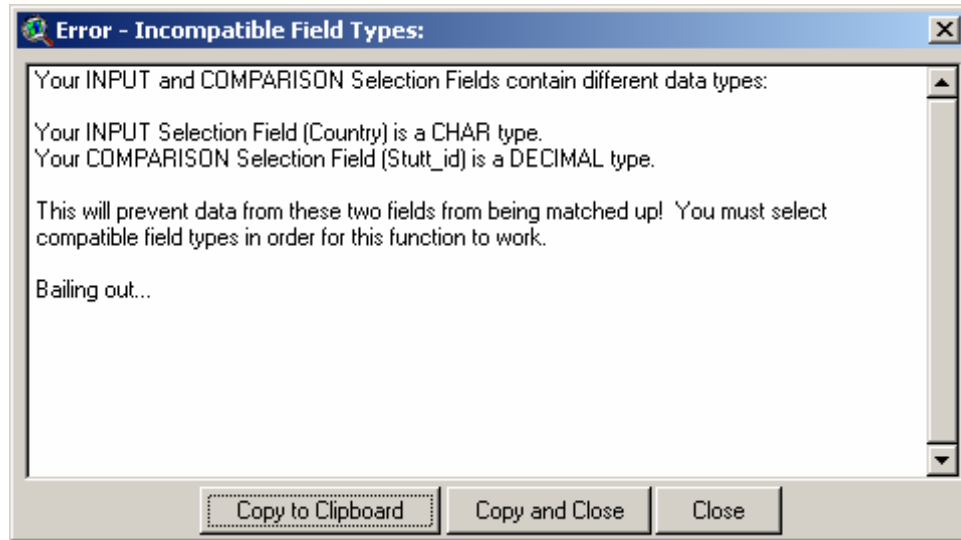 Error - Incompatible Field Types:
Your INPUT and COMPARISON Selection Fields contain different data types:
Your INPUT Selection Field (Country) is a CHAR type.
Your COMPARISON Selection Field (Stutt_id) is a DECIMAL type.
This will prevent data from these two fields from being matched up!  You must select
compatible field types in order for this function to work.
Bailing out...
Copy to Clipboard
Copy and Close
Close